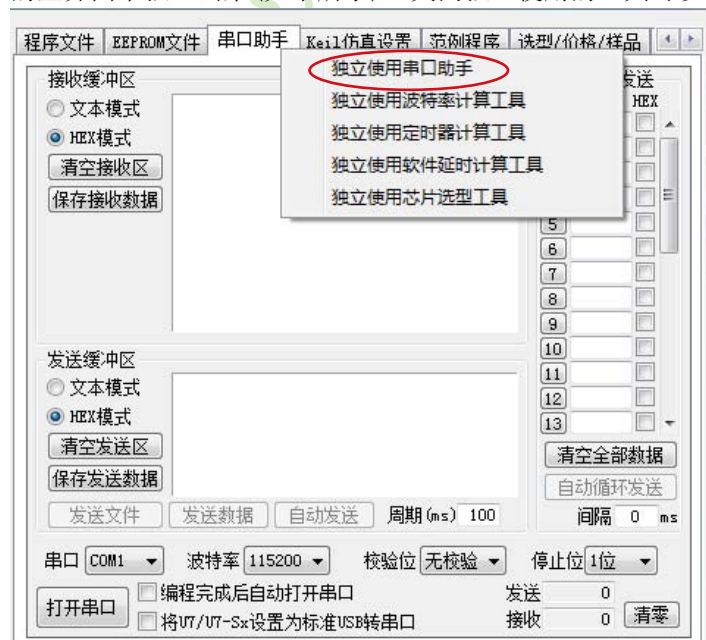 程序文件 EEPROM文件 串口助手 Keil仿真设置 范例程序 选型/价格/样品
独立使用串口助手
独立使用波特率计算工具
独立使用定时器计算工具
独立使用软件延时计算工具
独立使用芯片选型工具
接收缓冲区
文本模式
HEX模式
清空接收区
保存接收数据
发送
HEX
5
6
7
8
9
10
11
12
13
清空全部数据
自动循环发送
间隔 0 ms
发送缓冲区
文本模式
HEX模式
清空发送区
保存发送数据
发送文件 发送数据 自动发送 周期(ms) 100
串口 COM1 波特率 115200 校验位 无校验 停止位 1位
打开串口
编程完成后自动打开串口
将U7/U7-Sx设置为标准USB转串口
发送 0
接收 0
清零